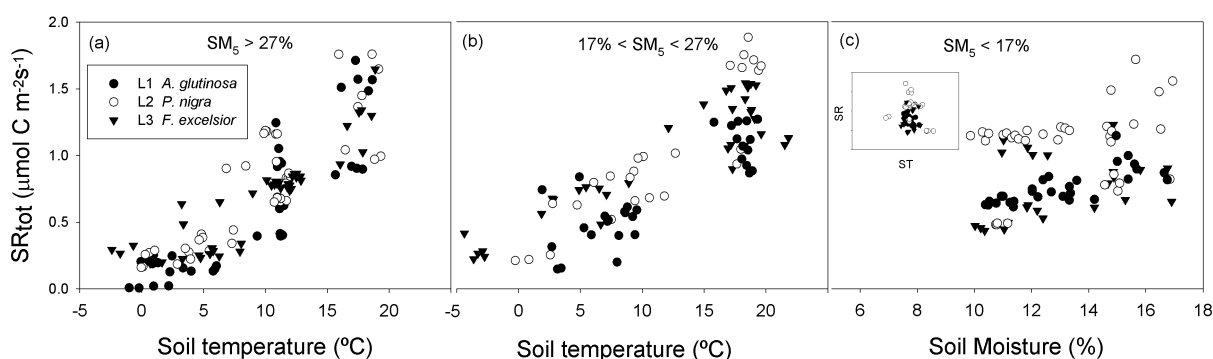 (a)
SM₅ > 27%
L1 A. glutinosa
L2 P. nigra
L3 F. excelsior
SRtot (μmol C m⁻²s⁻¹)
2.0
1.5
1.0
0.5
0.0
-5 0 5 10 15 20
Soil temperature (ºC)
(b)
17% < SM₅ < 27%
-5 0 5 10 15 20
Soil temperature (ºC)
(c)
SM₅ < 17%
SR
ST
6 8 10 12 14 16 18
Soil Moisture (%)